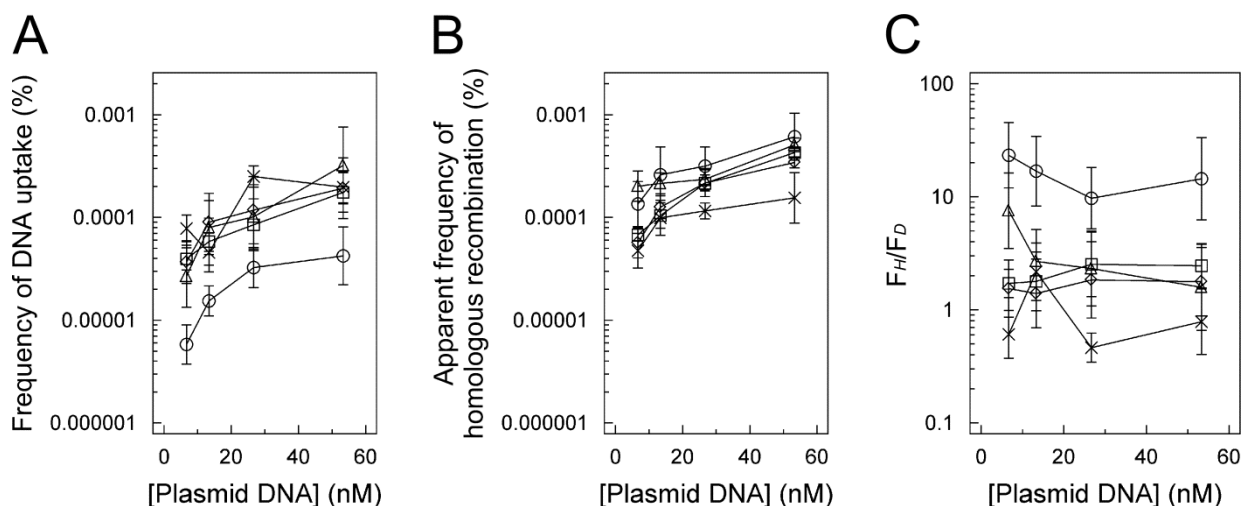 A
Frequency of DNA uptake (%)
0.001
0.0001
0.00001
0.000001
0
20
40
60
[Plasmid DNA] (nM)
B
Apparent frequency of
homologous recombination (%)
0.001
0.0001
0.00001
0.000001
0
20
40
60
[Plasmid DNA] (nM)
C
F_H/F_D
100
10
1
0.1
0
20
40
60
[Plasmid DNA] (nM)